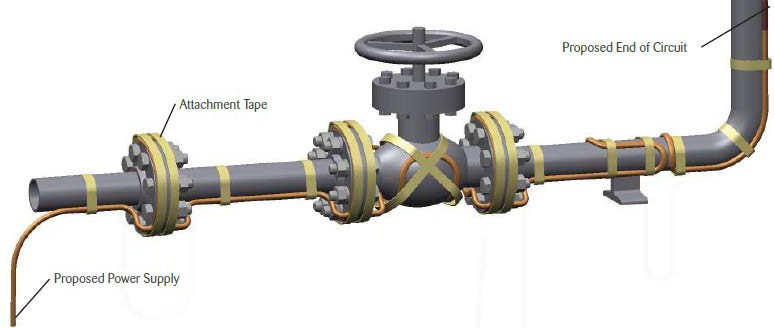 Proposed End of Circuit
Attachment Tape
Proposed Power Supply